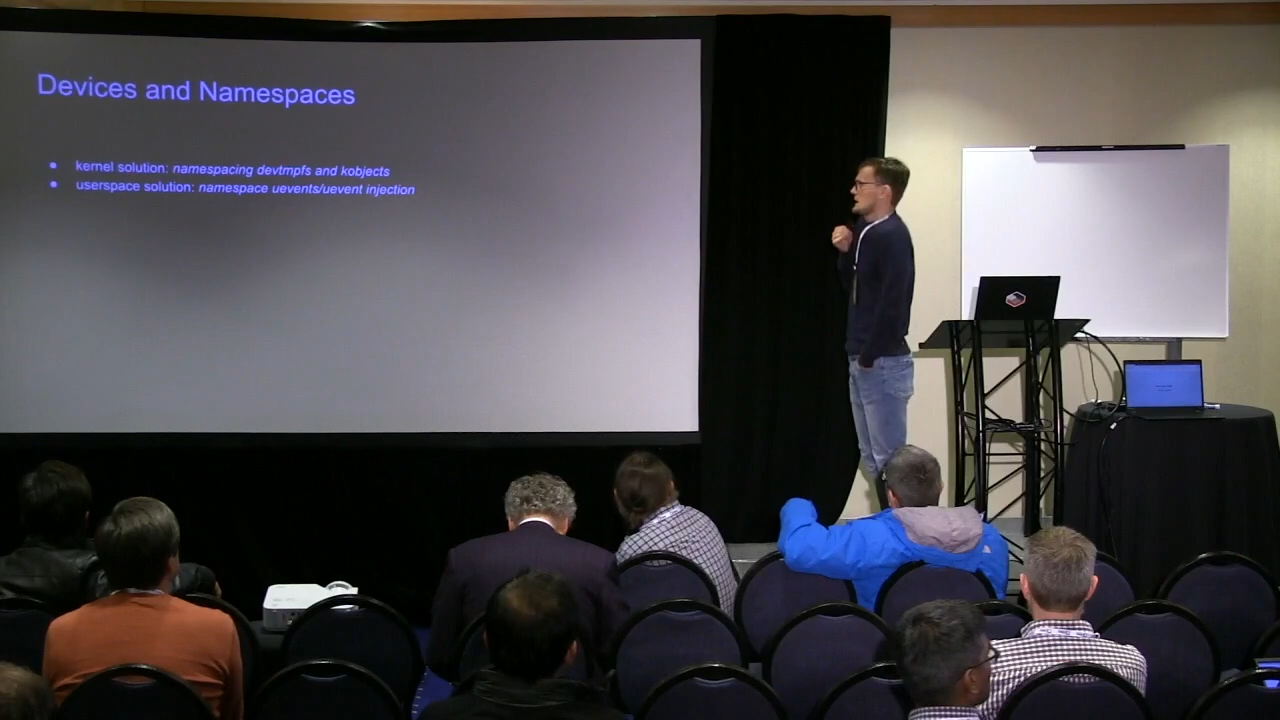 Devices and Namespaces
kernel solution: namespacing devtmpfs and kobjects
userspace solution: namespace uevents/uevent injection